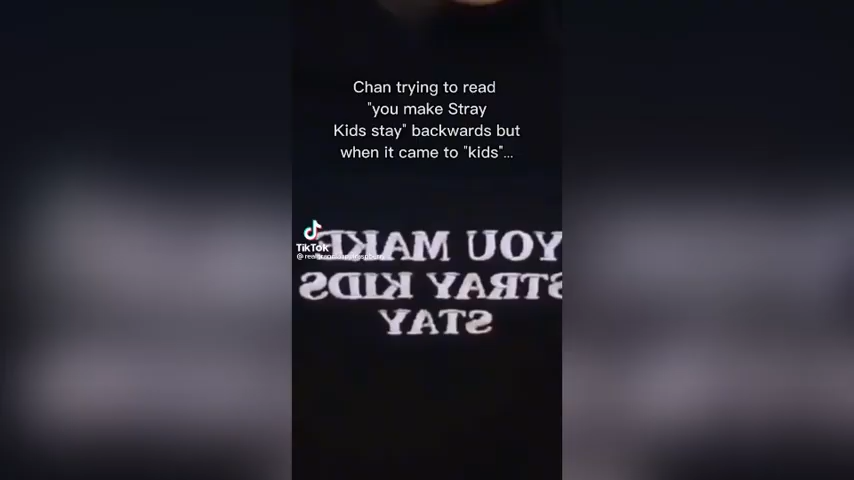 Chan trying to read
"you make Stray
Kids stay" backwards but
when it came to "kids"...
YOU MAKE
STRAY KIDS
STAY
TikTok